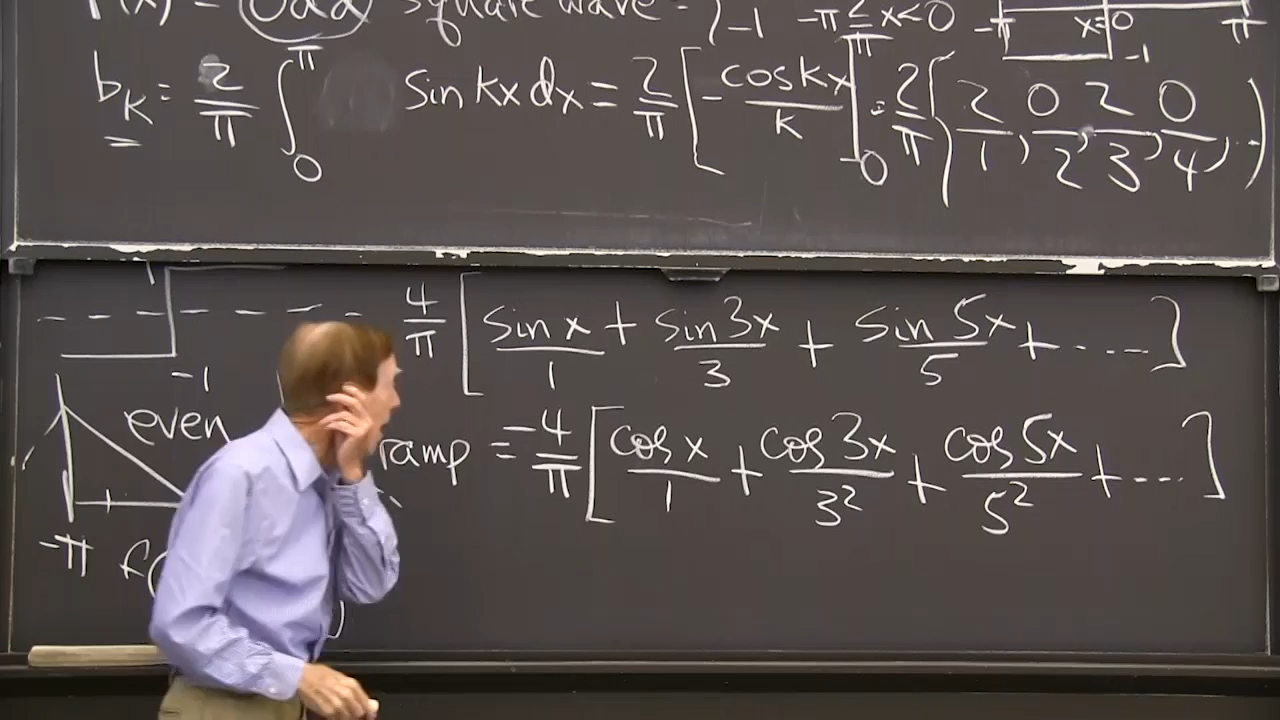 odd square wave = -1 -π ≤ x < 0 -π x=0 π
-1
b_k = 2/π ∫_0^π sin kx dx = 2/π [-cos kx / k]_0^π = 2/π { 2/1, 0/2, 2/3, 0/4, ... }
4/π [ sin x / 1 + sin 3x / 3 + sin 5x / 5 + .... ]
-1
even ramp = -4/π [ cos x / 1 + cos 3x / 3² + cos 5x / 5² + .... ]
-π